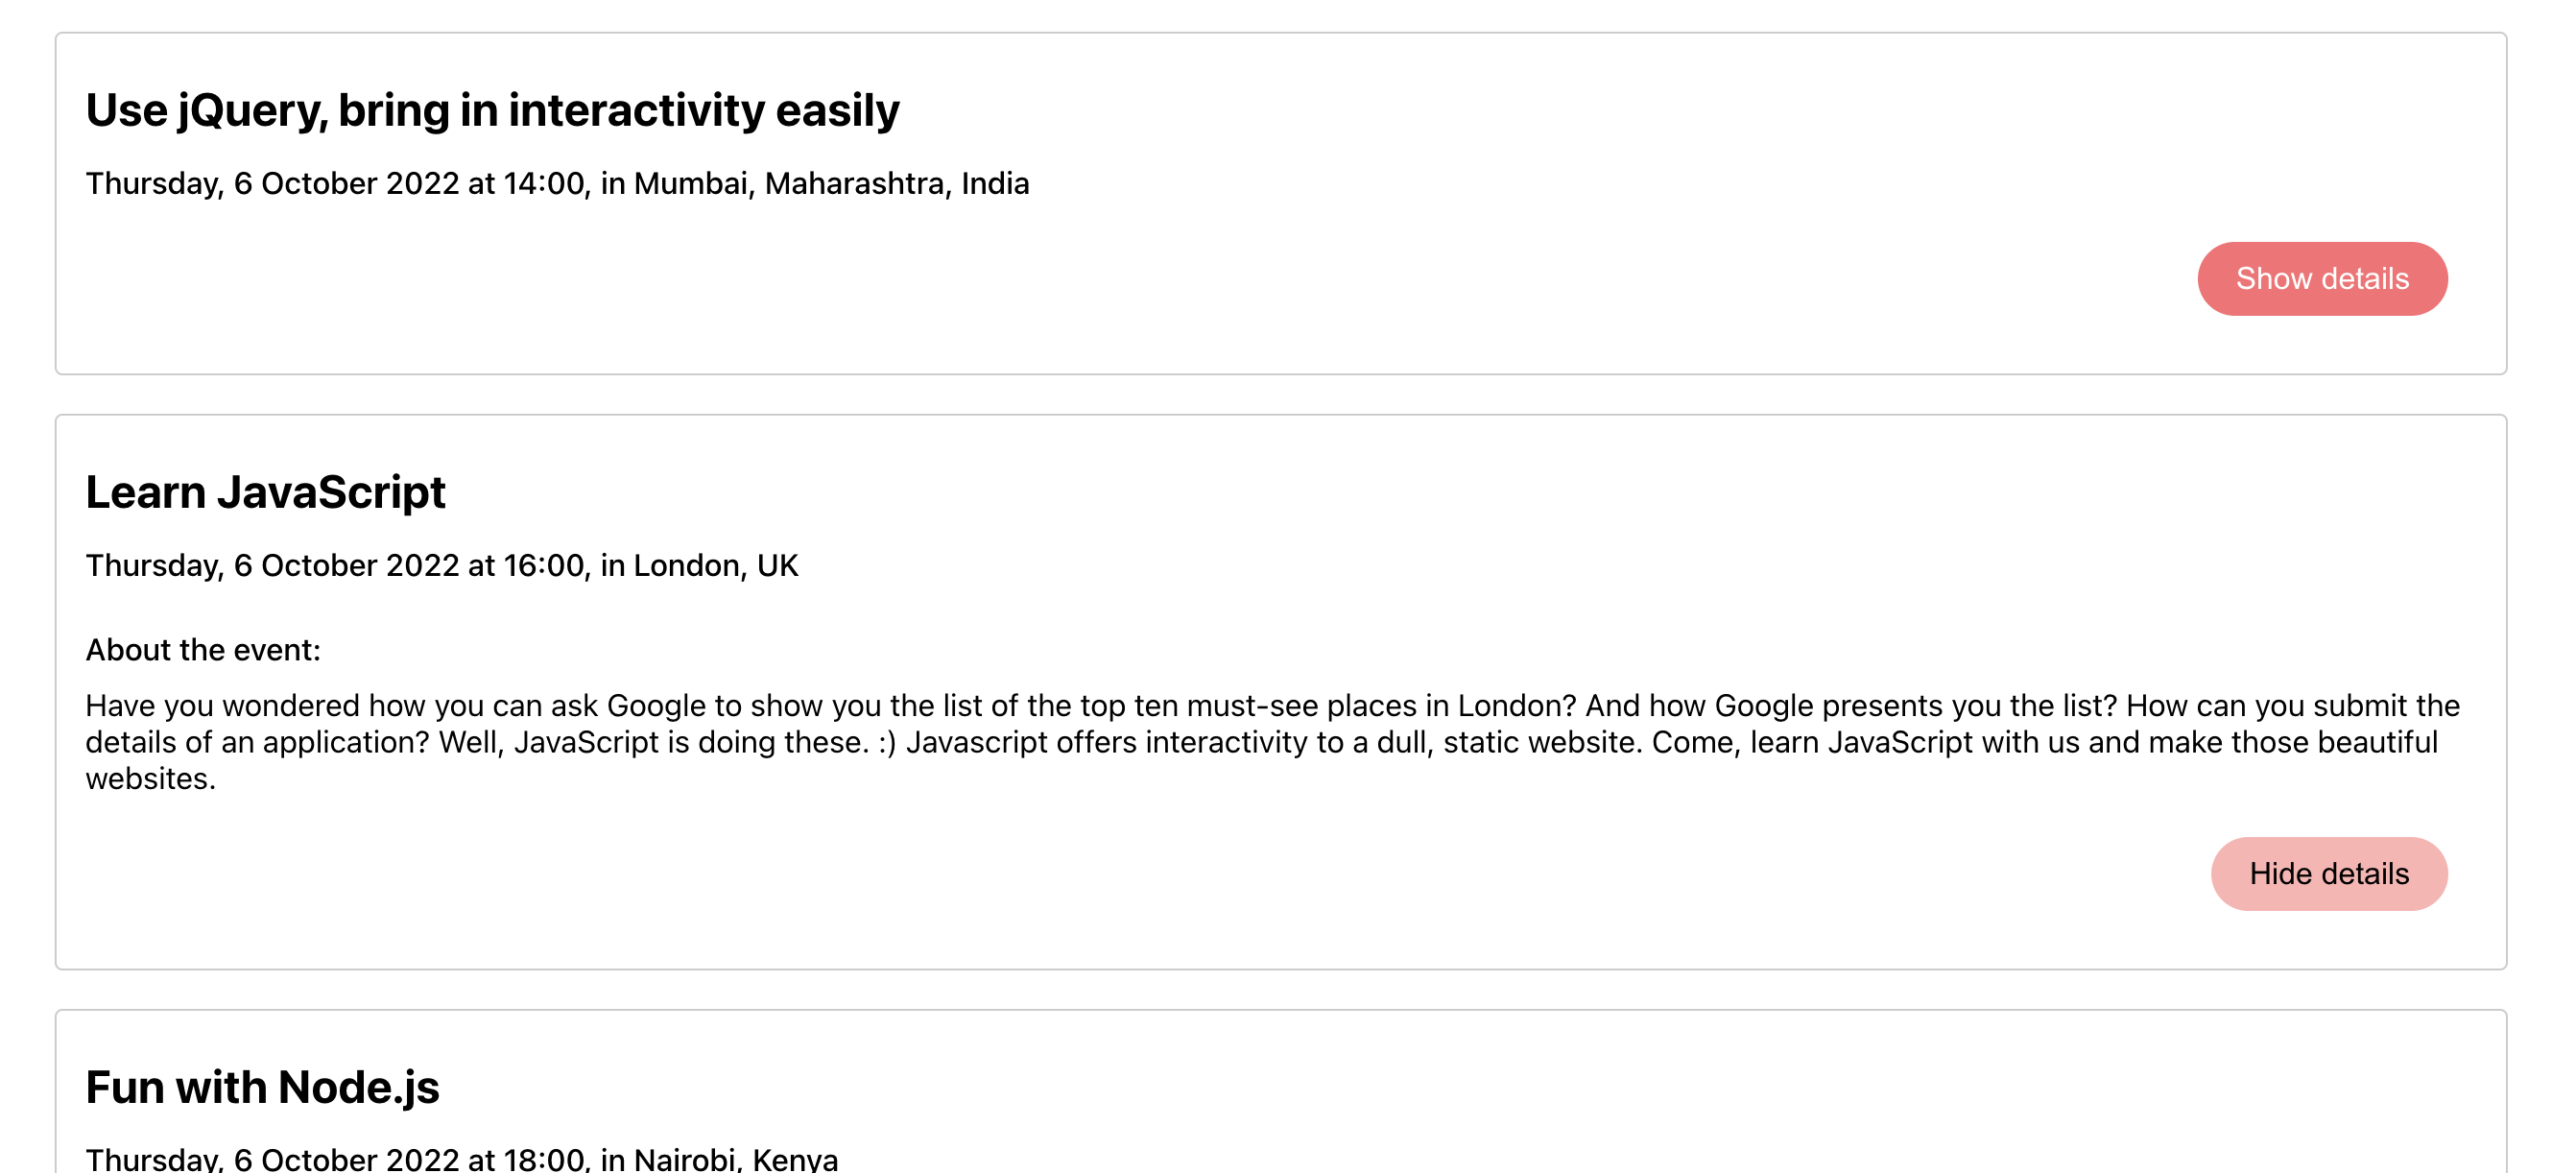 Use jQuery, bring in interactivity easily
Thursday, 6 October 2022 at 14:00, in Mumbai, Maharashtra, India
Show details
Learn JavaScript
Thursday, 6 October 2022 at 16:00, in London, UK
About the event:
Have you wondered how you can ask Google to show you the list of the top ten must-see places in London? And how Google presents you the list? How can you submit the
details of an application? Well, JavaScript is doing these. :) Javascript offers interactivity to a dull, static website. Come, learn JavaScript with us and make those beautiful
websites.
Hide details
Fun with Node.js
Thursday, 6 October 2022 at 18:00, in Nairobi, Kenya